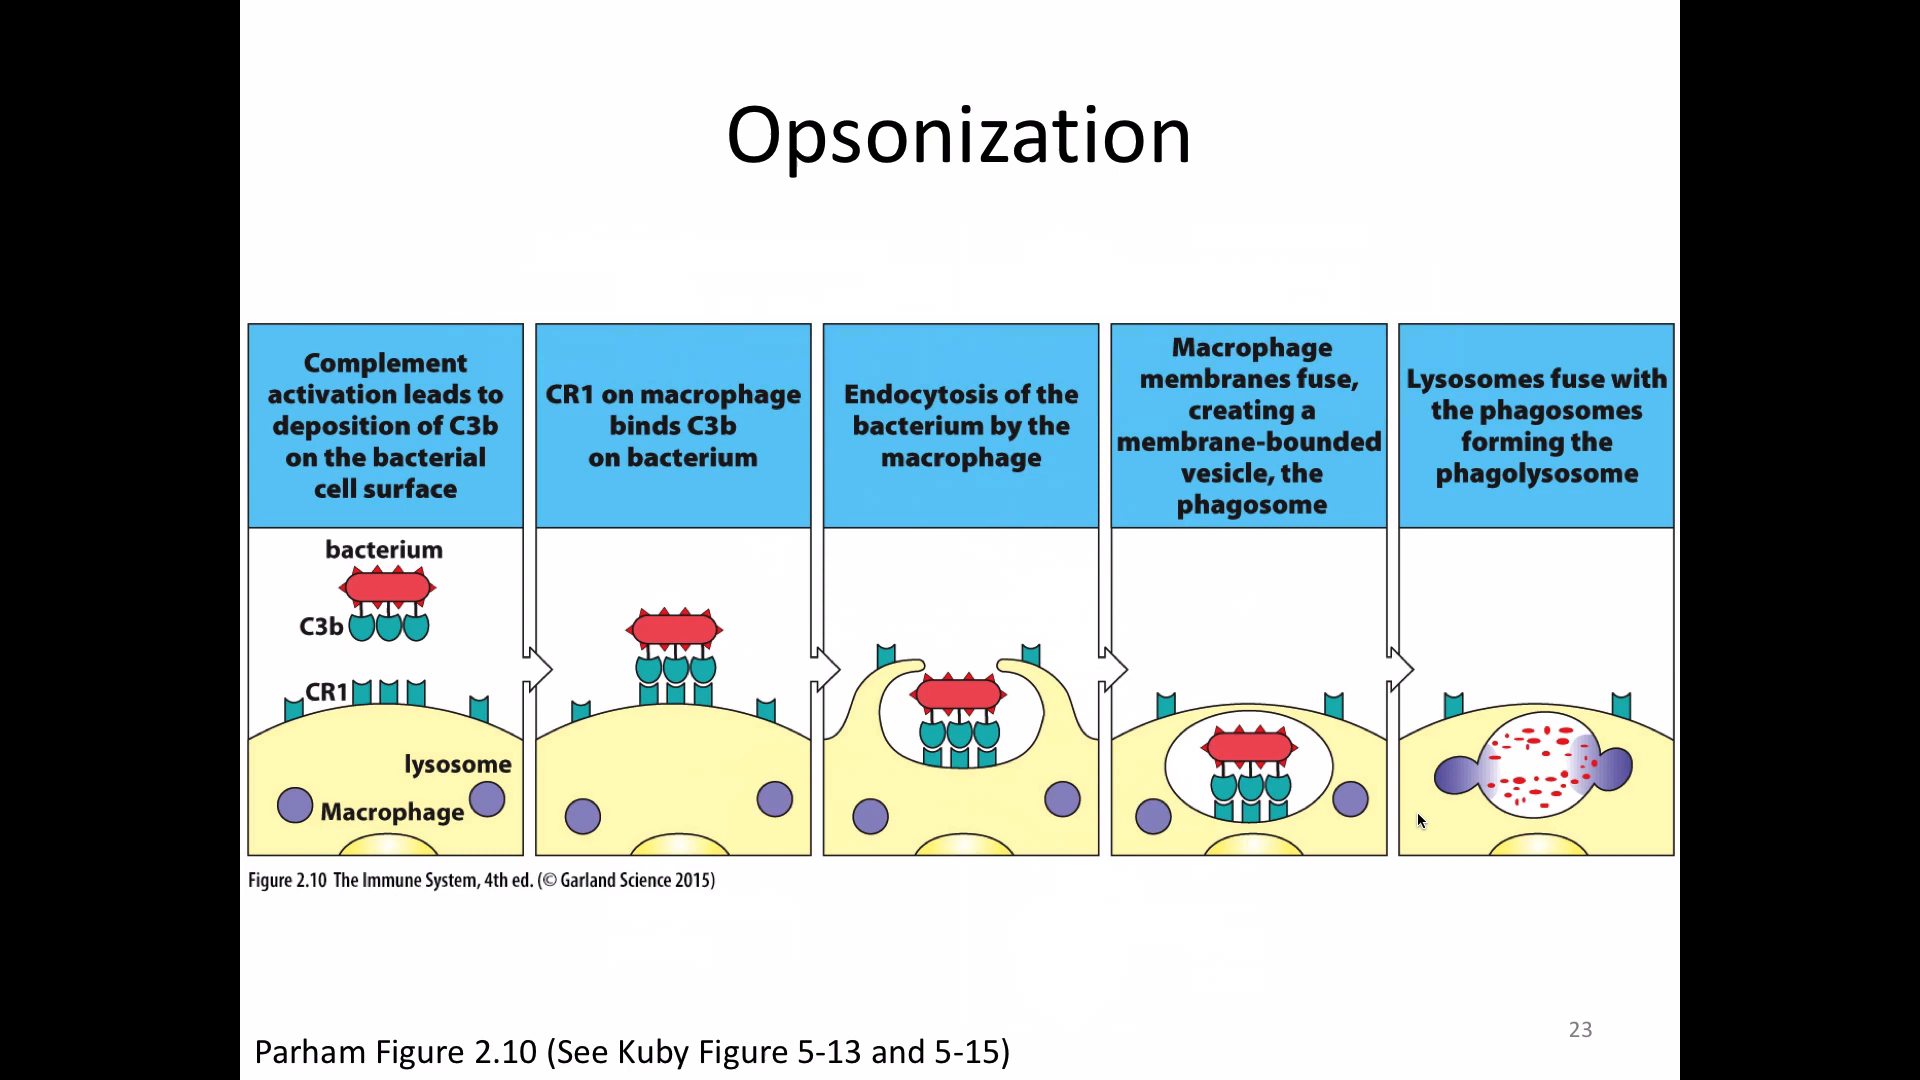 Opsonization
Complement
activation leads to
deposition of C3b
on the bacterial
cell surface
CR1 on macrophage
binds C3b
on bacterium
Endocytosis of the
bacterium by the
macrophage
Macrophage
membranes fuse,
creating a
membrane-bounded
vesicle, the
phagosome
Lysosomes fuse with
the phagosomes
forming the
phagolysosome
bacterium
C3b
CR1
lysosome
Macrophage
Figure 2.10 The Immune System, 4th ed. (© Garland Science 2015)
23
Parham Figure 2.10 (See Kuby Figure 5-13 and 5-15)